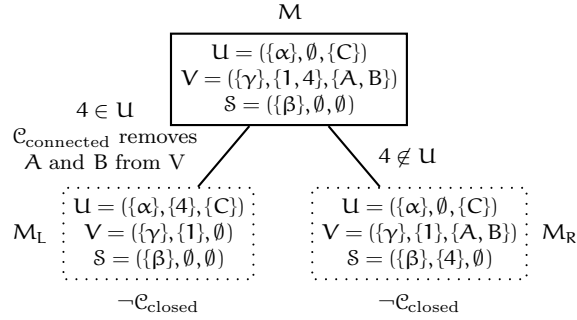 M
U = ({α}, ∅, {C})
V = ({γ}, {1, 4}, {A, B})
S = ({β}, ∅, ∅)
4 ∈ U
C_connected removes
A and B from V
4 ∉ U
M_L
U = ({α}, {4}, {C})
V = ({γ}, {1}, ∅)
S = ({β}, ∅, ∅)
¬C_closed
U = ({α}, ∅, {C})
V = ({γ}, {1}, {A, B})
S = ({β}, {4}, ∅)
M_R
¬C_closed